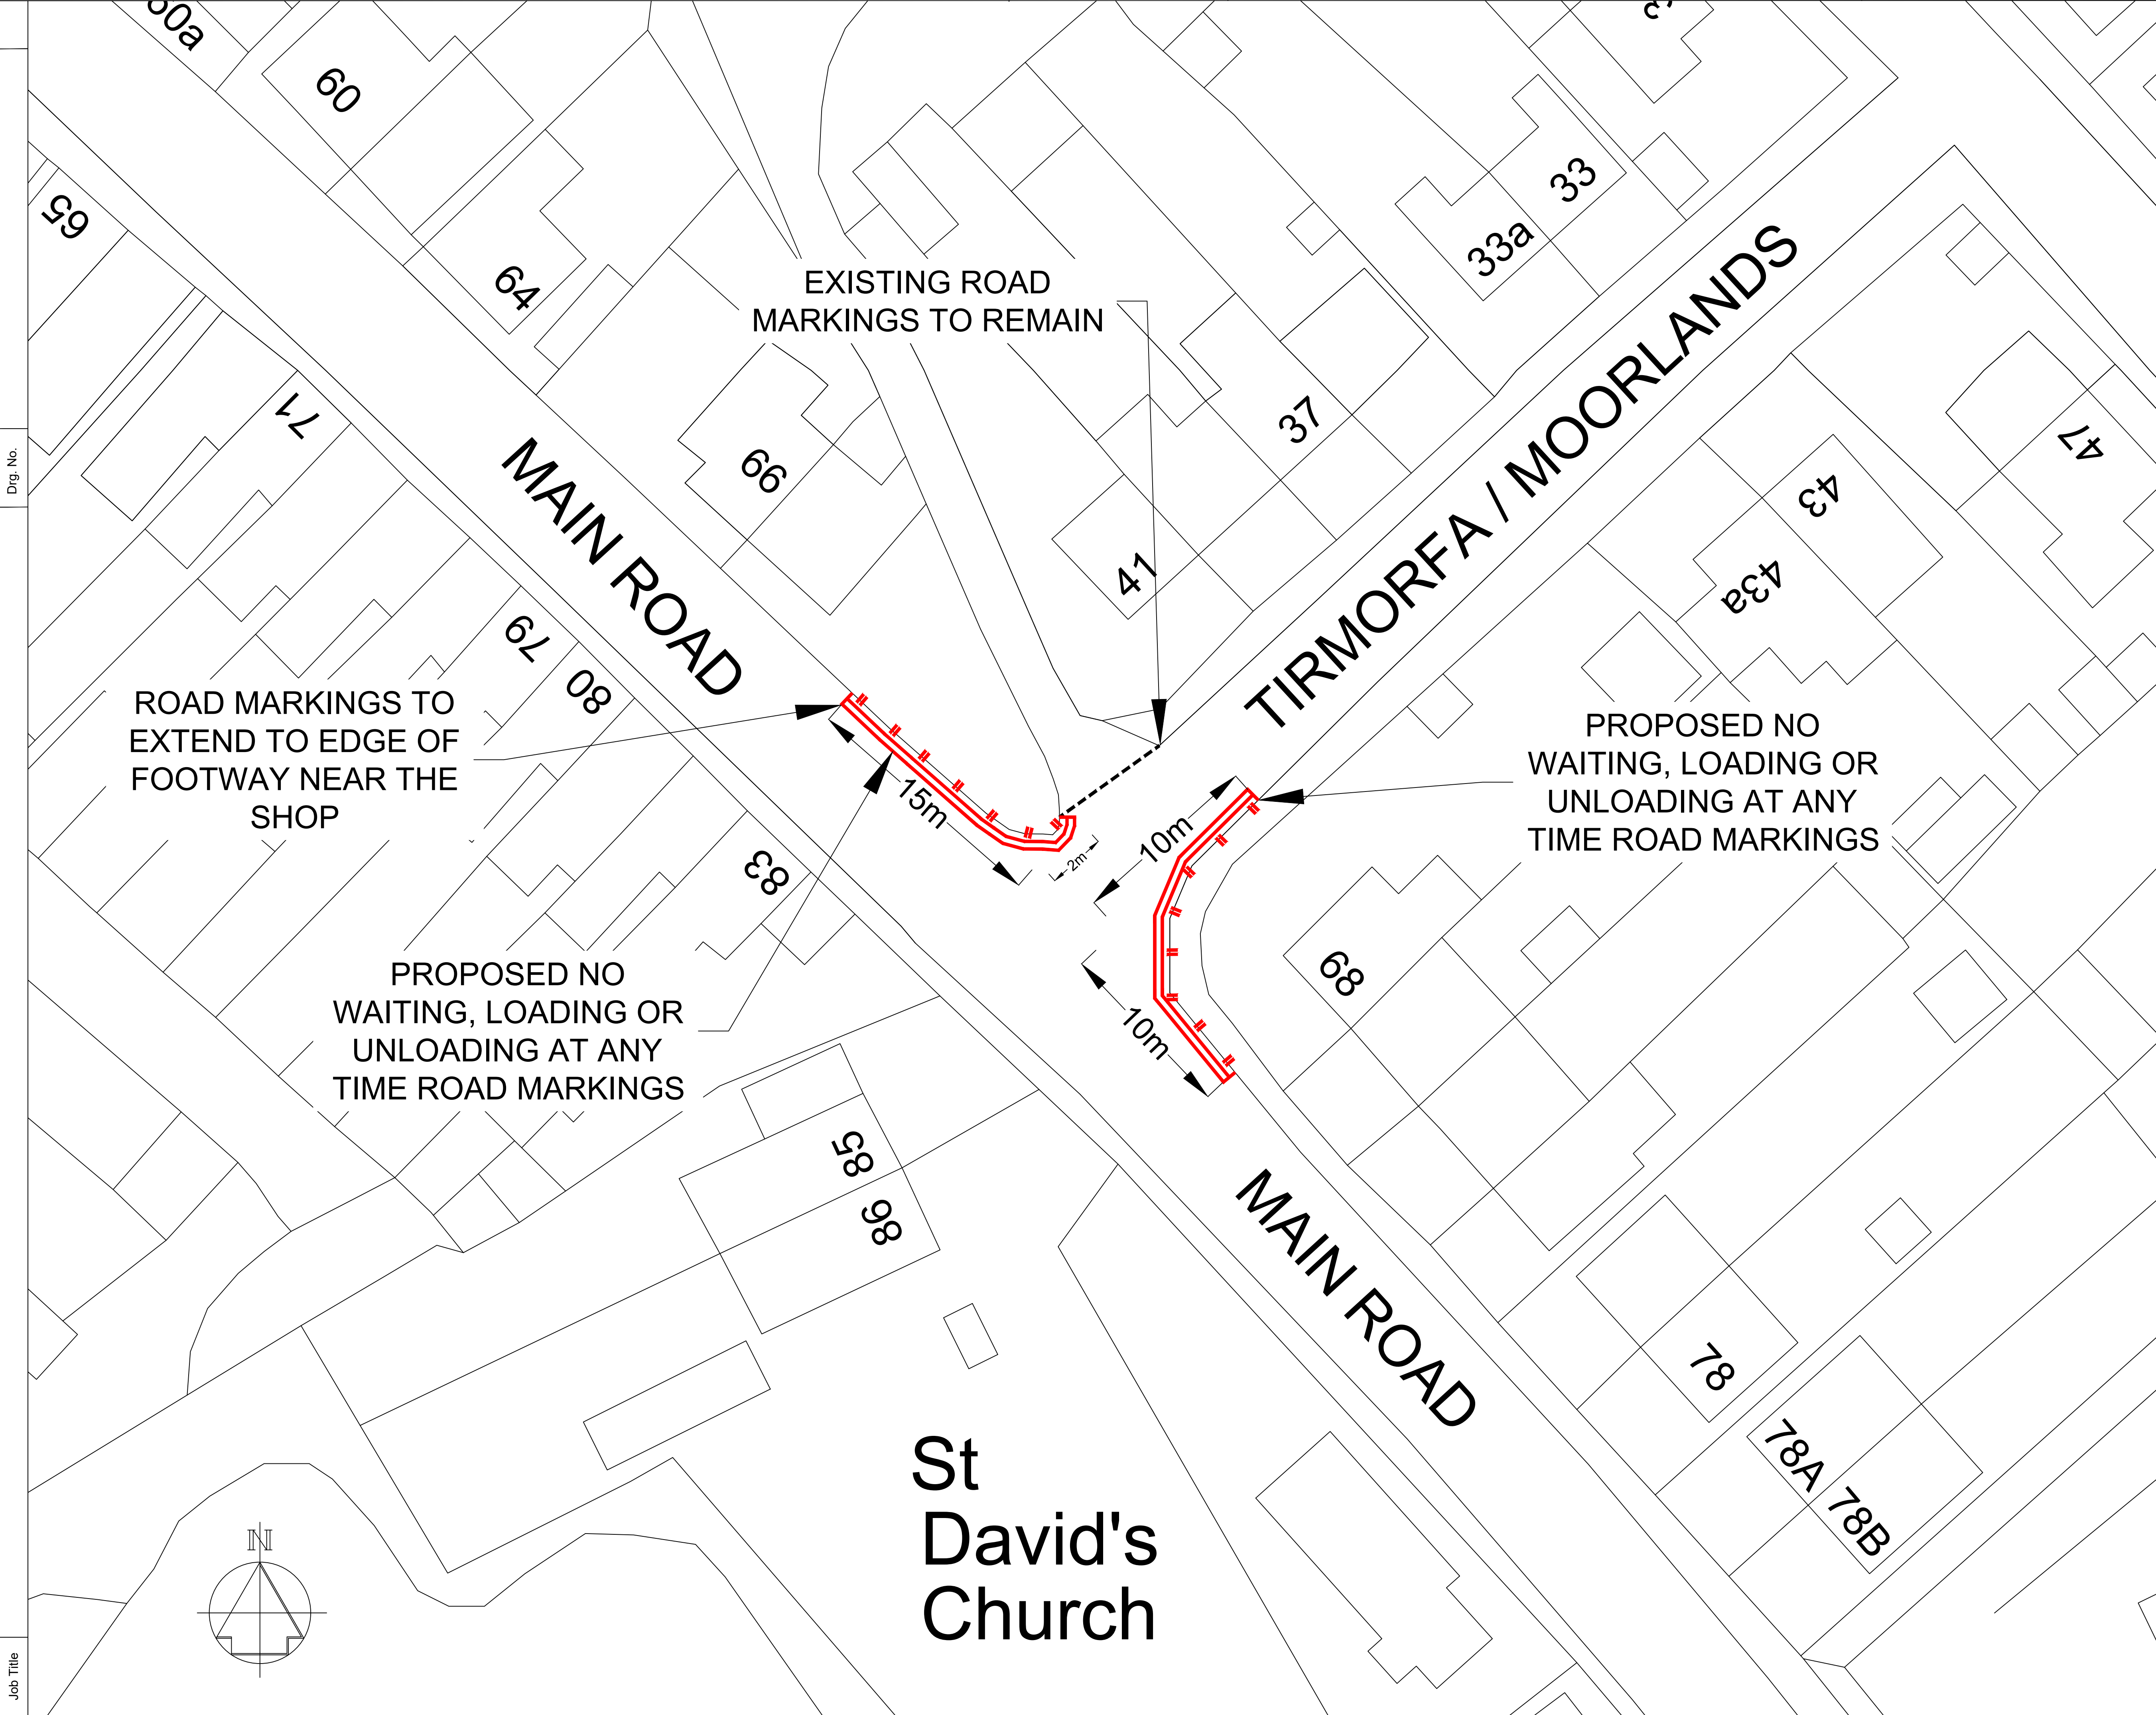 60a
60
65
64
33
33a
EXISTING ROAD
MARKINGS TO REMAIN
71
66
37
47
43
43a
41
MAIN ROAD
TIRMORFA / MOORLANDS
79
80
ROAD MARKINGS TO
EXTEND TO EDGE OF
FOOTWAY NEAR THE
SHOP
PROPOSED NO
WAITING, LOADING OR
UNLOADING AT ANY
TIME ROAD MARKINGS
15m
2m
10m
10m
83
68
PROPOSED NO
WAITING, LOADING OR
UNLOADING AT ANY
TIME ROAD MARKINGS
85
86
MAIN ROAD
78
78A
78B
St
David's
Church
N
Drg. No.
Job Title